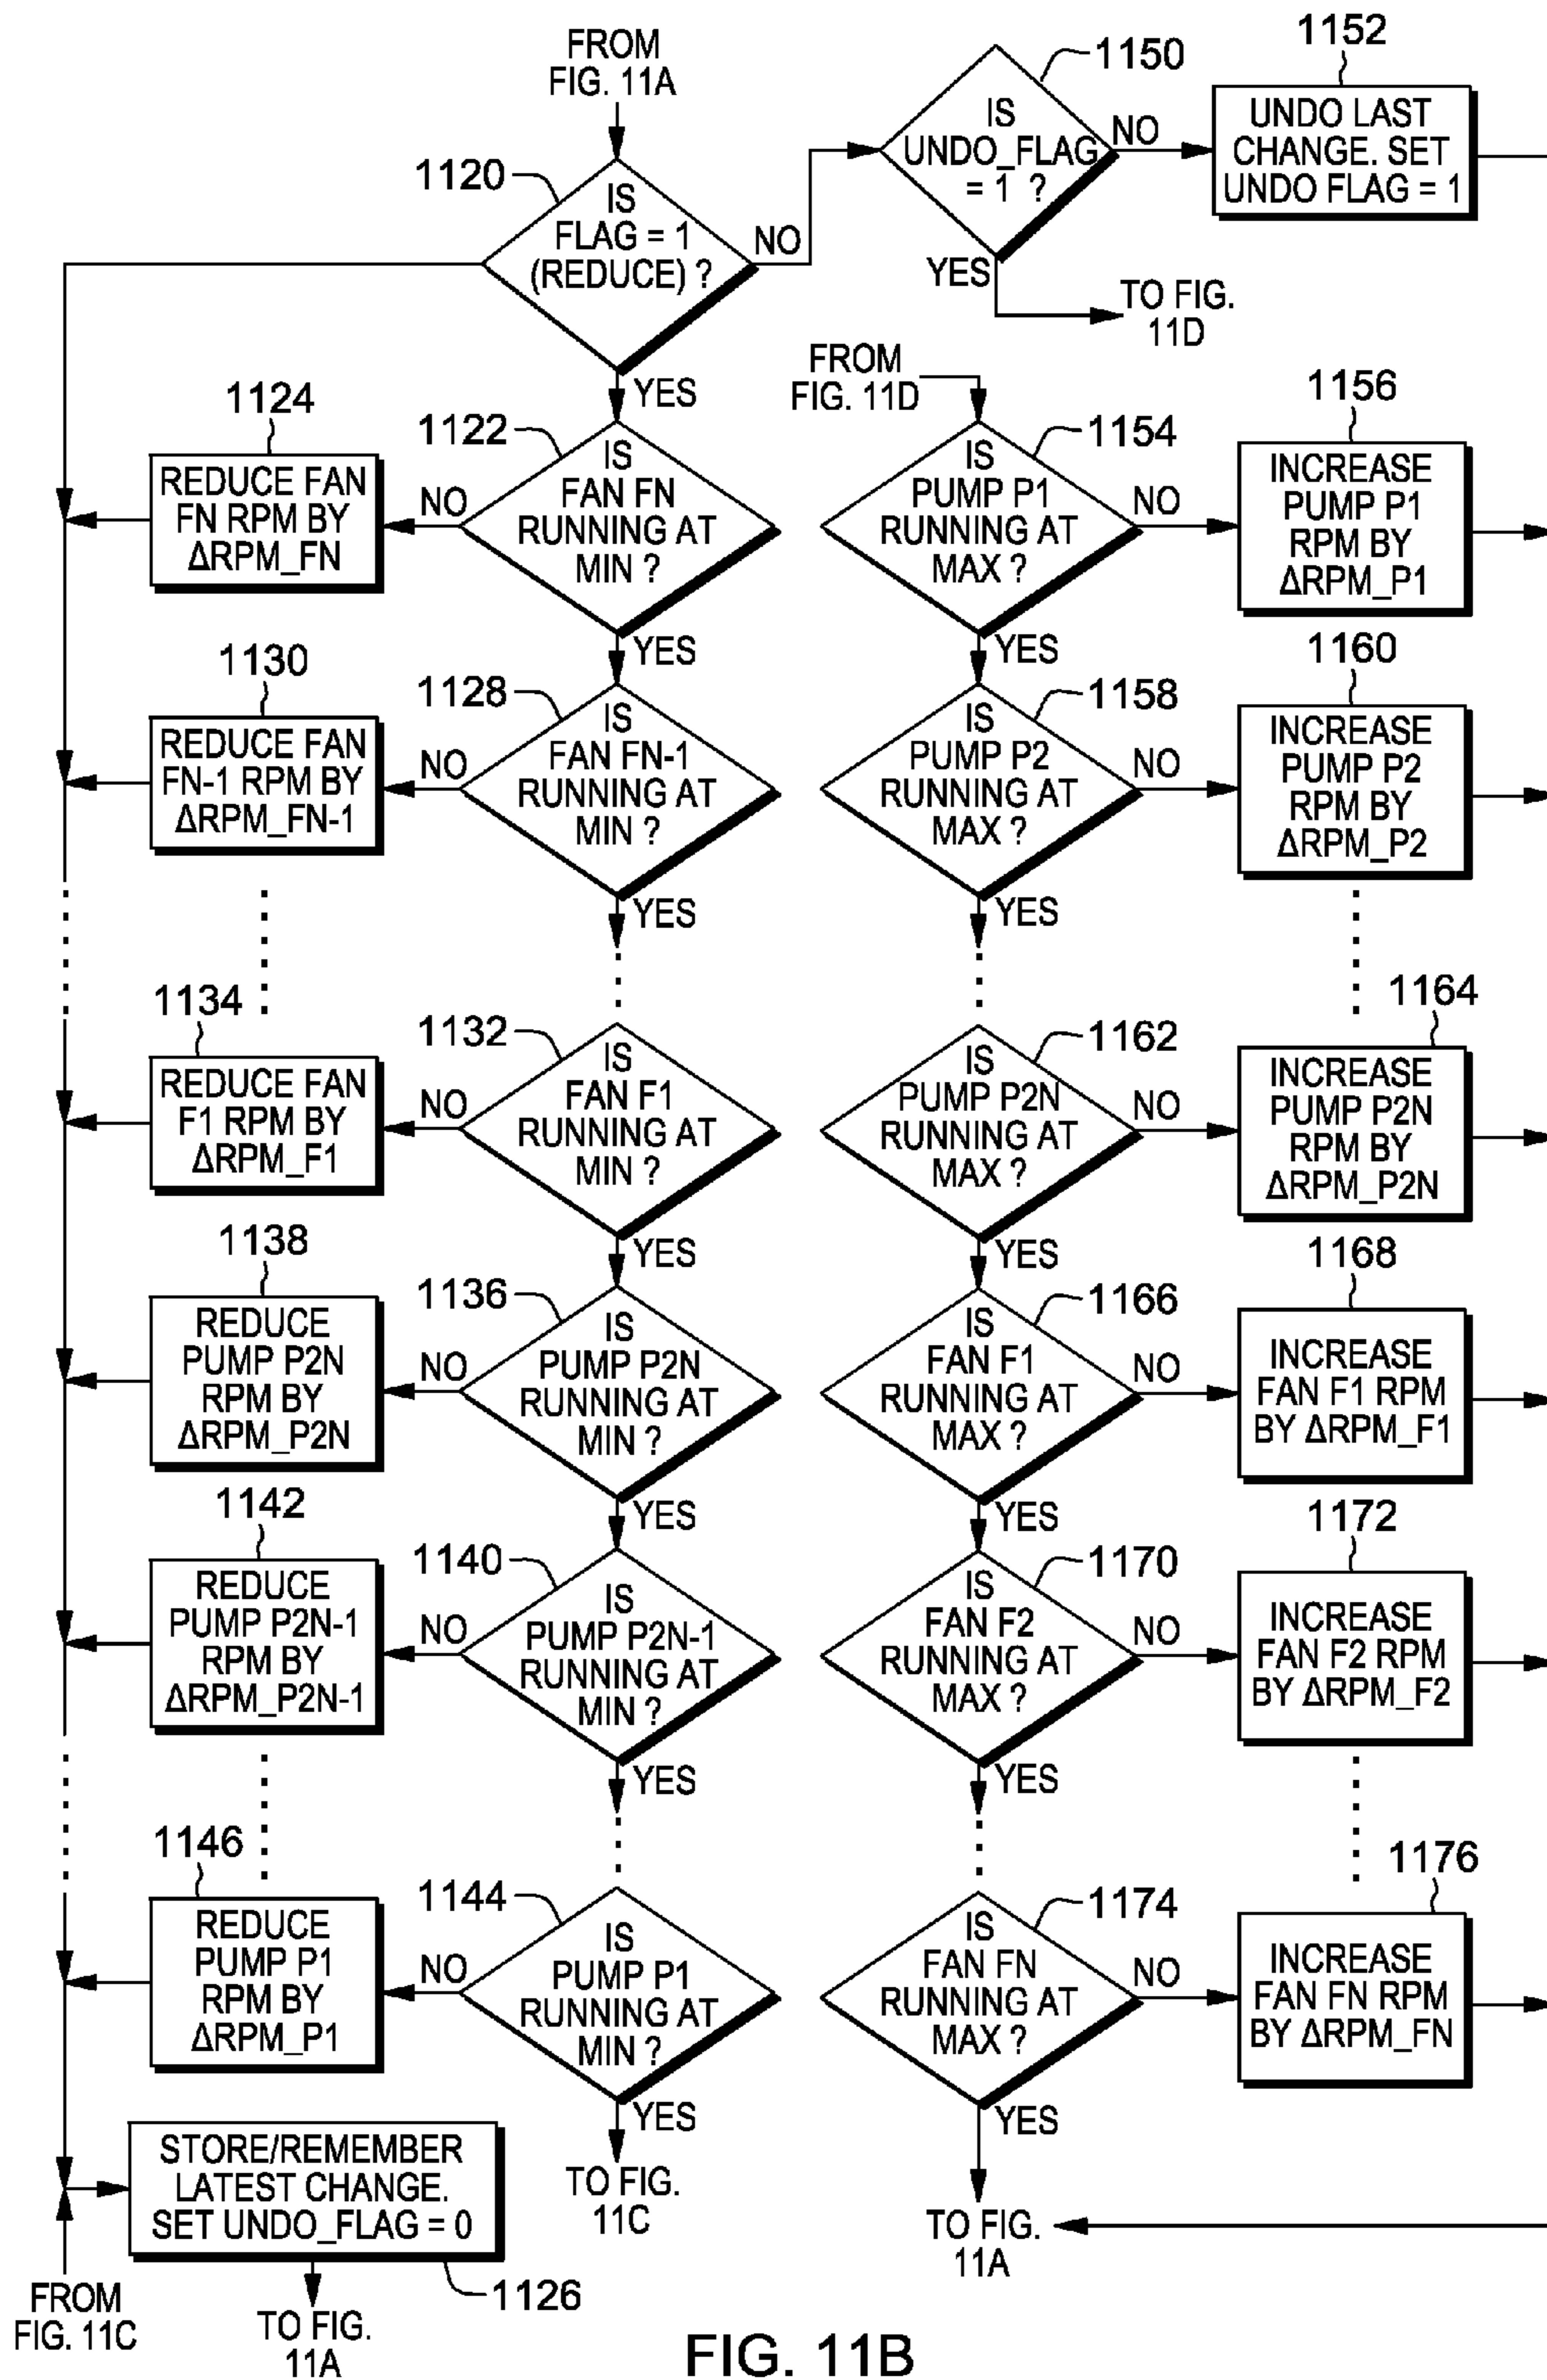 FROM
FIG. 11A
1120
IS
FLAG = 1
(REDUCE) ?
NO
YES
1150
IS
UNDO_FLAG
= 1 ?
NO
YES
TO FIG.
11D
1152
UNDO LAST
CHANGE. SET
UNDO FLAG = 1
1124
REDUCE FAN
FN RPM BY
ΔRPM_FN
NO
1122
IS
FAN FN
RUNNING AT
MIN ?
YES
FROM
FIG. 11D
1154
IS
PUMP P1
RUNNING AT
MAX ?
NO
YES
1156
INCREASE
PUMP P1
RPM BY
ΔRPM_P1
1130
REDUCE FAN
FN-1 RPM BY
ΔRPM_FN-1
NO
1128
IS
FAN FN-1
RUNNING AT
MIN ?
YES
1158
IS
PUMP P2
RUNNING AT
MAX ?
NO
YES
1160
INCREASE
PUMP P2
RPM BY
ΔRPM_P2
1134
REDUCE FAN
F1 RPM BY
ΔRPM_F1
NO
1132
IS
FAN F1
RUNNING AT
MIN ?
YES
1162
IS
PUMP P2N
RUNNING AT
MAX ?
NO
YES
1164
INCREASE
PUMP P2N
RPM BY
ΔRPM_P2N
1138
REDUCE
PUMP P2N
RPM BY
ΔRPM_P2N
NO
1136
IS
PUMP P2N
RUNNING AT
MIN ?
YES
1166
IS
FAN F1
RUNNING AT
MAX ?
NO
YES
1168
INCREASE
FAN F1 RPM
BY ΔRPM_F1
1142
REDUCE
PUMP P2N-1
RPM BY
ΔRPM_P2N-1
NO
1140
IS
PUMP P2N-1
RUNNING AT
MIN ?
YES
1170
IS
FAN F2
RUNNING AT
MAX ?
NO
YES
1172
INCREASE
FAN F2 RPM
BY ΔRPM_F2
1146
REDUCE
PUMP P1
RPM BY
ΔRPM_P1
NO
1144
IS
PUMP P1
RUNNING AT
MIN ?
YES
TO FIG.
11C
1174
IS
FAN FN
RUNNING AT
MAX ?
NO
YES
TO FIG.
11A
1176
INCREASE
FAN FN RPM
BY ΔRPM_FN
STORE/REMEMBER
LATEST CHANGE.
SET UNDO_FLAG = 0
1126
FROM
FIG. 11C
TO FIG.
11A
FIG. 11B